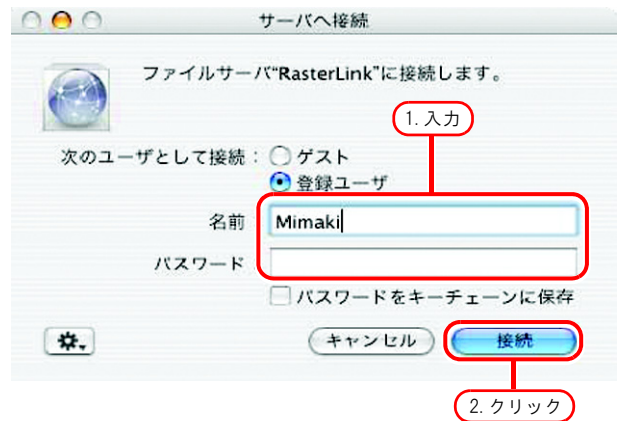 サーバへ接続
ファイルサーバ"RasterLink"に接続します。
1.入力
次のユーザとして接続：ゲスト
登録ユーザ
名前 Mimaki
パスワード
パスワードをキーチェーンに保存
キャンセル 接続
2.クリック